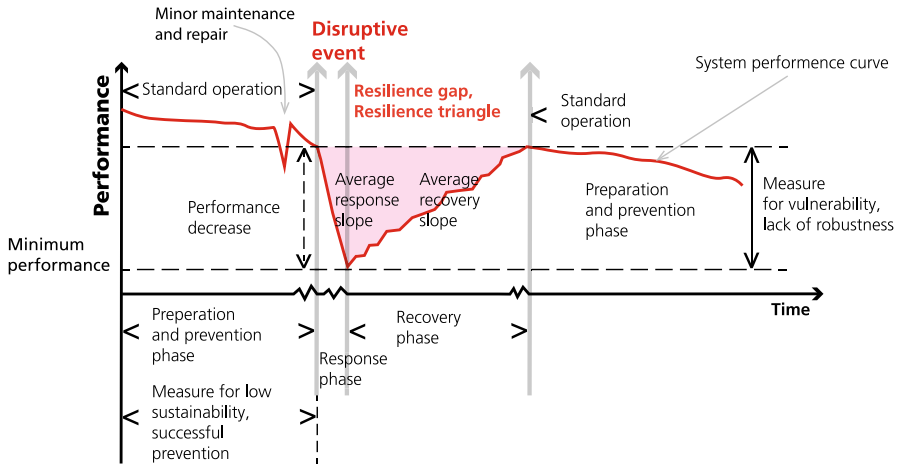 Minor maintenance
and repair
Disruptive
event
System performence curve
Standard operation
Resilience gap,
Resilience triangle
Standard
operation
Performance
Average
response
slope
Average
recovery
slope
Performance
decrease
Preparation
and prevention
phase
Measure
for vulnerability,
lack of robustness
Minimum
performance
Time
Preperation
and prevention
phase
Recovery
phase
Response
phase
Measure for low
sustainability,
successful
prevention